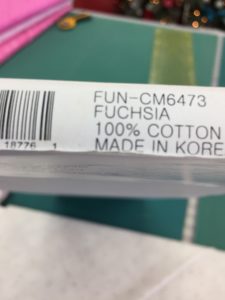 FUN-CM6473
FUCHSIA
100% COTTON
MADE IN KORE
18776 1